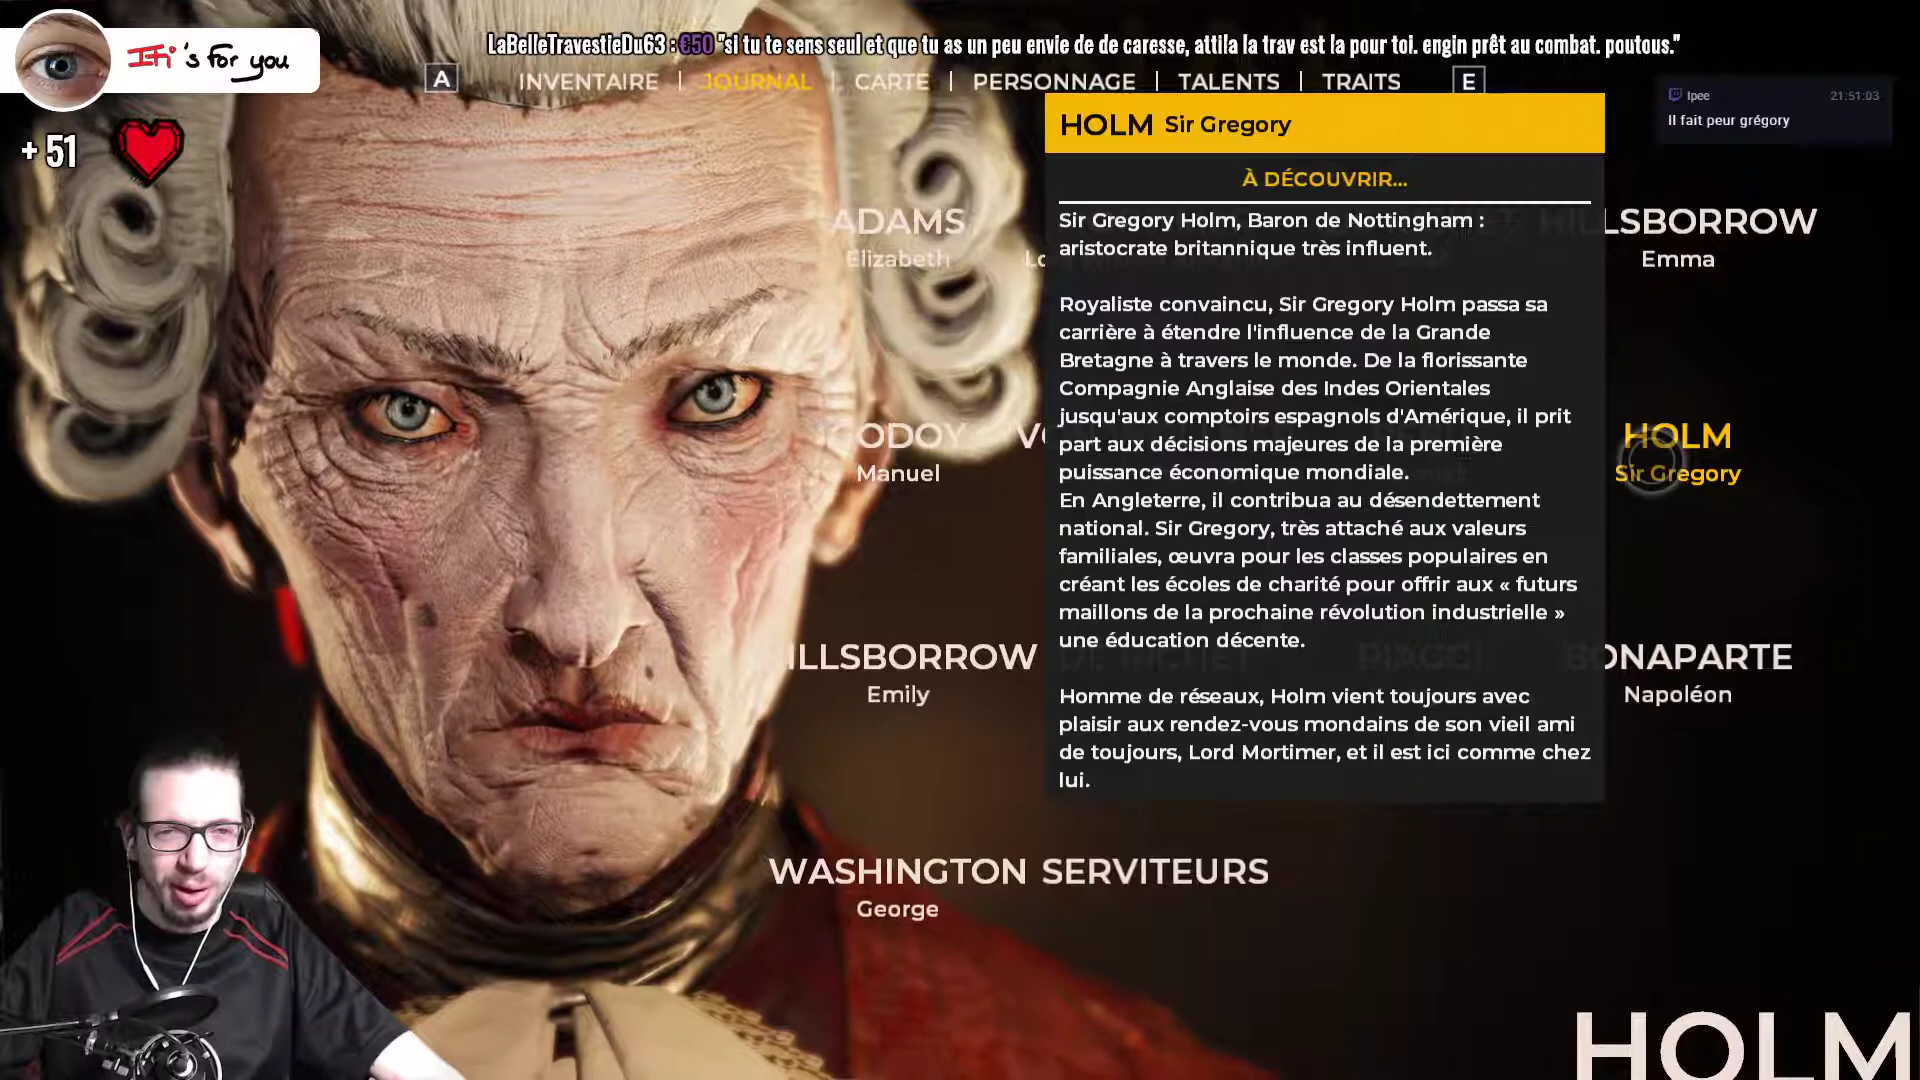 Ifi's for you
LaBelleTravestieDu63 : €50 "si tu te sens seul et que tu as un peu envie de de caresse, attila la trav est la pour toi. engin prêt au combat. poutous."
A INVENTAIRE | JOURNAL | CARTE | PERSONNAGE | TALENTS | TRAITS E
+ 51
Ipee 21:51:03
Il fait peur grégory
HOLM Sir Gregory
À DÉCOUVRIR...
Sir Gregory Holm, Baron de Nottingham :
aristocrate britannique très influent.
Royaliste convaincu, Sir Gregory Holm passa sa
carrière à étendre l'influence de la Grande
Bretagne à travers le monde. De la florissante
Compagnie Anglaise des Indes Orientales
jusqu'aux comptoirs espagnols d'Amérique, il prit
part aux décisions majeures de la première
puissance économique mondiale.
En Angleterre, il contribua au désendettement
national. Sir Gregory, très attaché aux valeurs
familiales, œuvra pour les classes populaires en
créant les écoles de charité pour offrir aux « futurs
maillons de la prochaine révolution industrielle »
une éducation décente.
Homme de réseaux, Holm vient toujours avec
plaisir aux rendez-vous mondains de son vieil ami
de toujours, Lord Mortimer, et il est ici comme chez
lui.
ADAMS
Elizabeth
HILLSBORROW
Emma
GODOY
Manuel
HOLM
Sir Gregory
HILLSBORROW
Emily
PIAGGI
BONAPARTE
Napoléon
WASHINGTON
George
SERVITEURS
HOLM